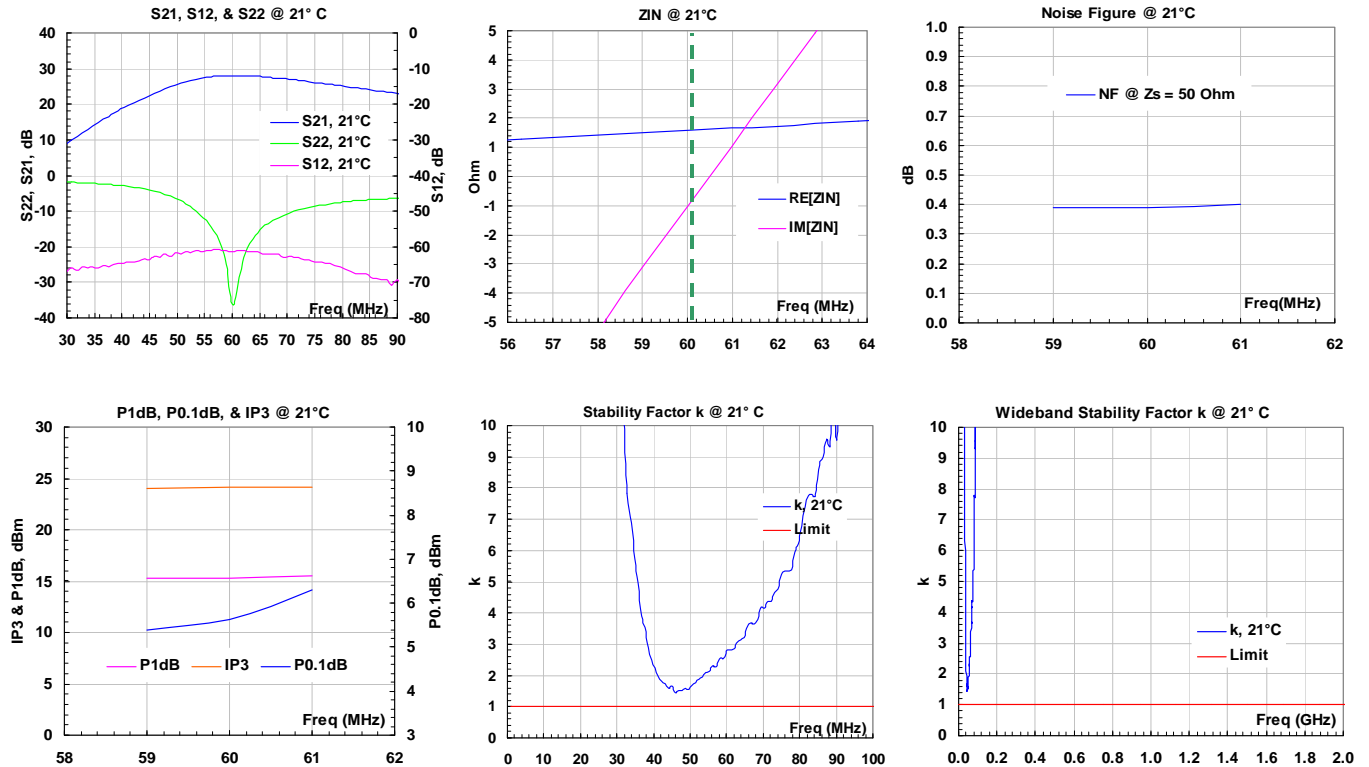 S21, S12, & S22 @ 21° C
40
30
20
10
0
-10
-20
-30
-40
S22, S21, dB
0
-10
-20
-30
-40
-50
-60
-70
-80
S12, dB
S21, 21°C
S22, 21°C
S12, 21°C
Freq (MHz)
30 35 40 45 50 55 60 65 70 75 80 85 90
ZIN @ 21°C
5
4
3
2
1
0
-1
-2
-3
-4
-5
Ohm
RE[ZIN]
IM[ZIN]
Freq (MHz)
56 58 60 61 62 63 64
Noise Figure @ 21°C
1.0
0.9
0.8
0.7
0.6
0.5
0.4
0.3
0.2
0.1
0.0
dB
NF @ Zs = 50 Ohm
Freq(MHz)
58 59 60 61 62
P1dB, P0.1dB, & IP3 @ 21°C
30
25
20
15
10
5
0
IP3 & P1dB, dBm
10
9
8
7
6
5
4
3
P0.1dB, dBm
P1dB IP3 P0.1dB
Freq (MHz)
58 59 60 61 62
Stability Factor k @ 21° C
10
9
8
7
6
5
4
3
2
1
0
k
k, 21°C
Limit
Freq (MHz)
0 10 20 30 40 50 60 70 80 90 100
Wideband Stability Factor k @ 21° C
10
9
8
7
6
5
4
3
2
1
0
k
k, 21°C
Limit
Freq (GHz)
0.0 0.2 0.4 0.6 0.8 1.0 1.2 1.4 1.6 1.8 2.0